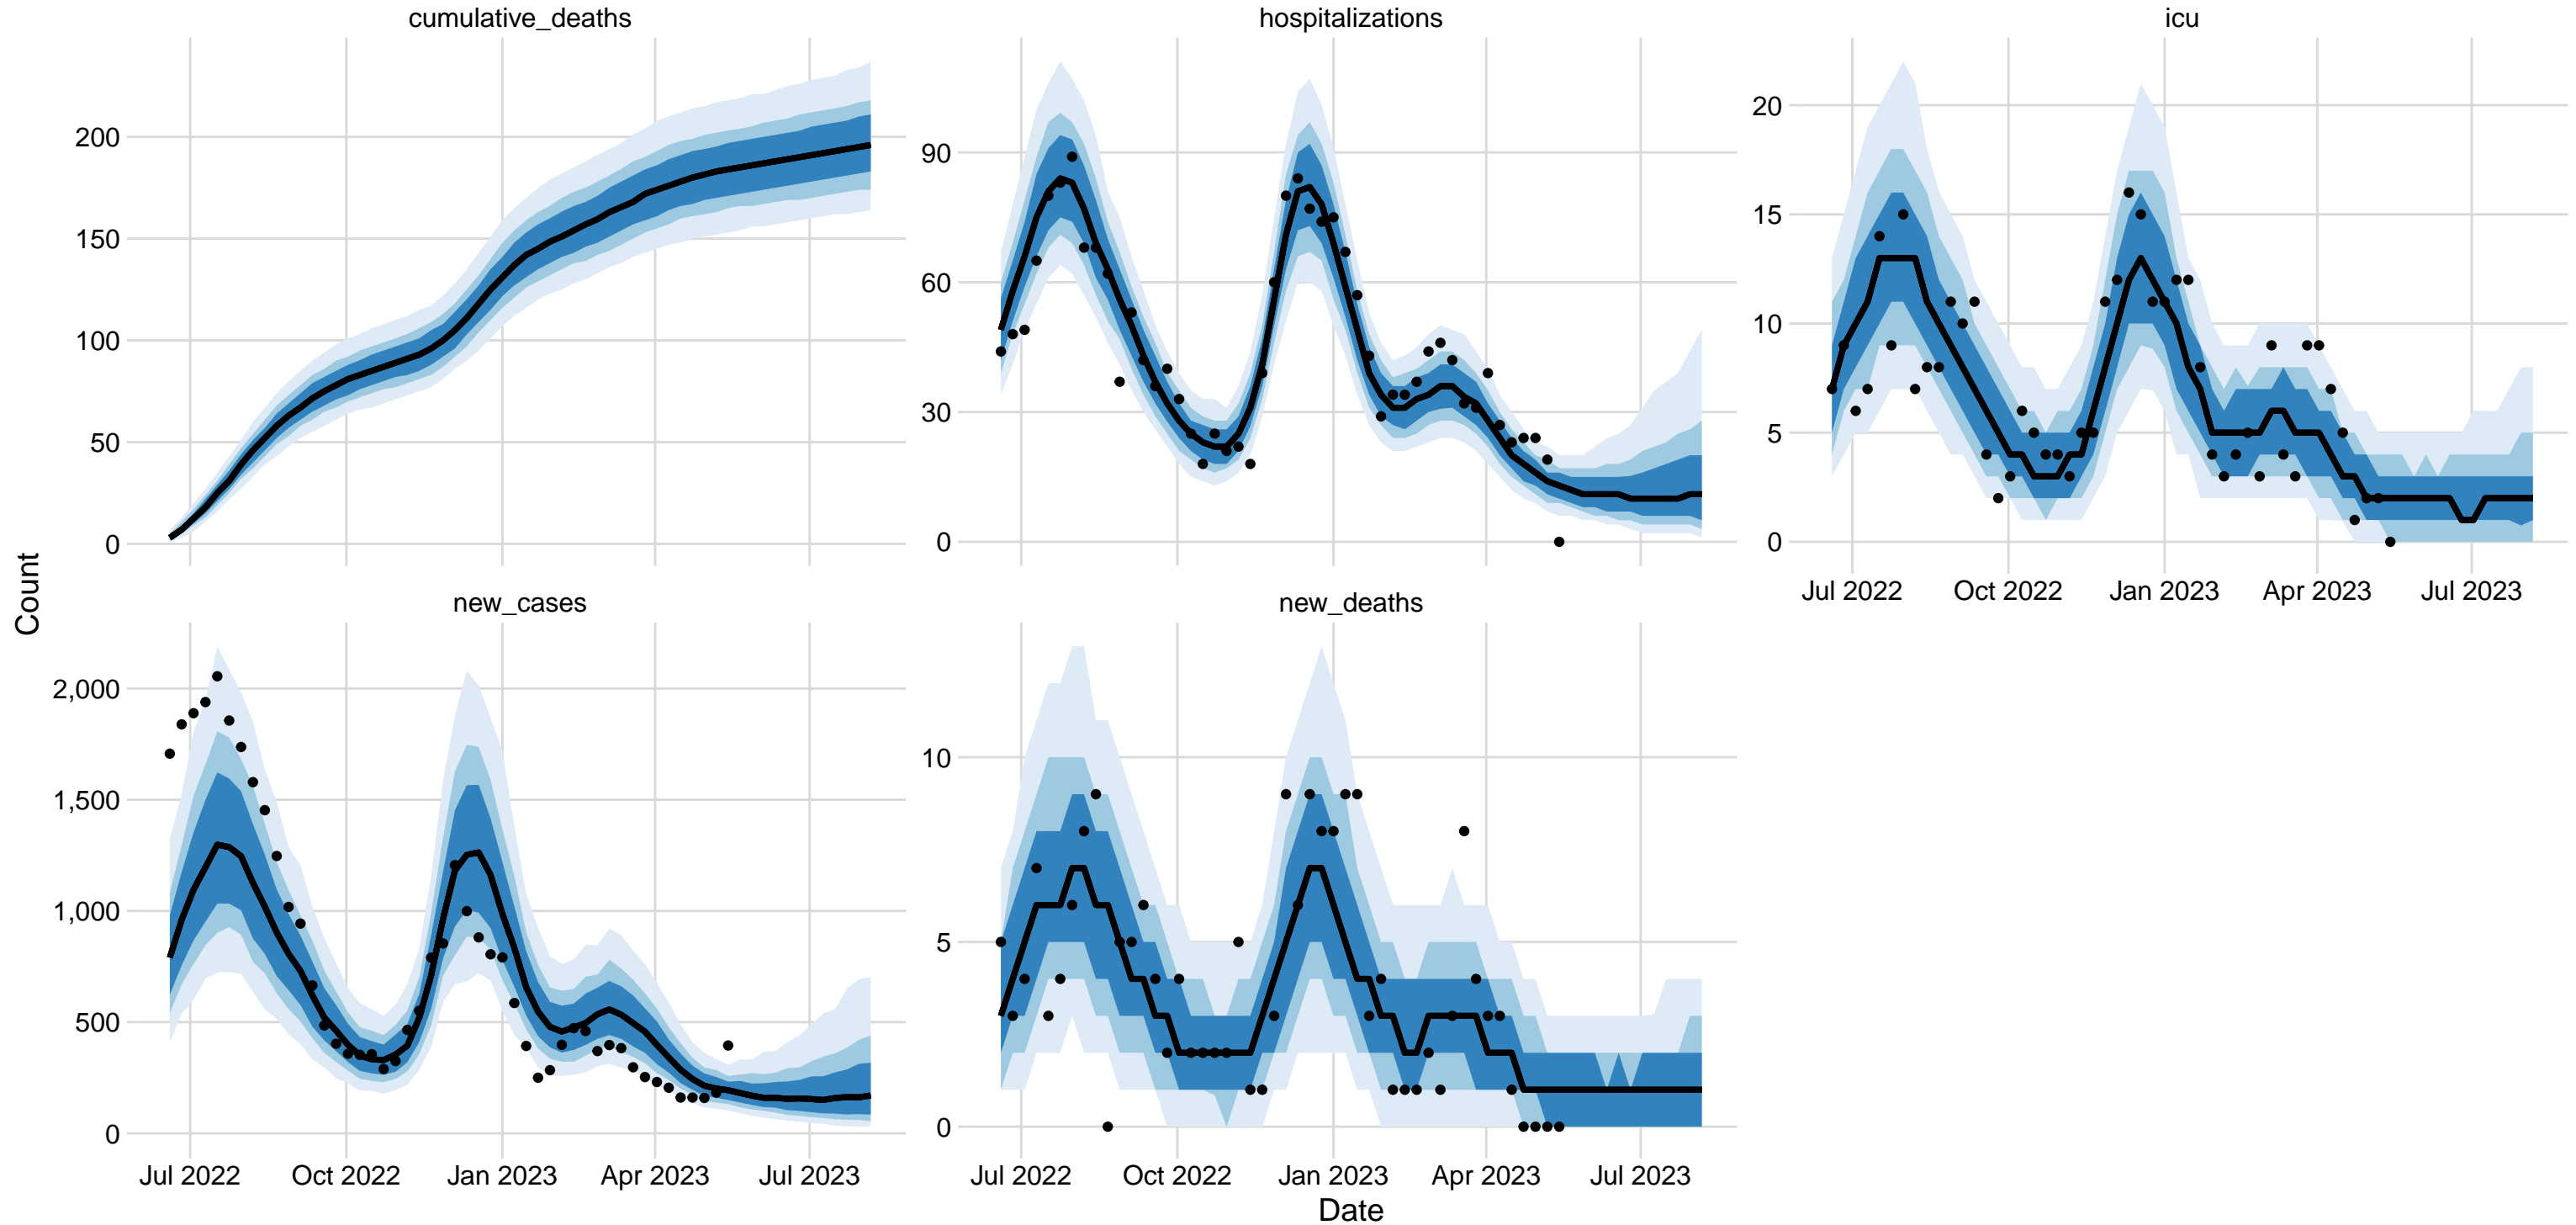 cumulative_deaths
hospitalizations
icu
200
150
100
50
0
90
60
30
0
20
15
10
5
0
Jul 2022
Oct 2022
Jan 2023
Apr 2023
Jul 2023
Count
new_cases
new_deaths
2,000
1,500
1,000
500
0
10
5
0
Jul 2022
Oct 2022
Jan 2023
Apr 2023
Jul 2023
Jul 2022
Oct 2022
Jan 2023
Apr 2023
Jul 2023
Date